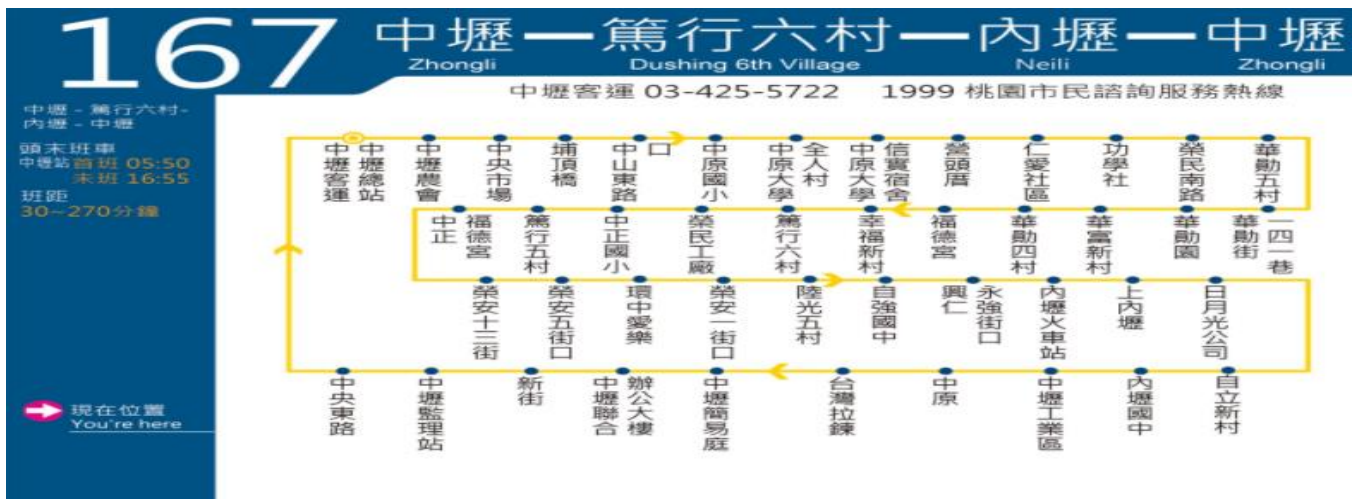 167 中壢－篤行六村－內壢－中壢
Zhongli Dushing 6th Village Neili Zhongli
中壢客運 03-425-5722 1999 桃園市民諮詢服務熱線
中壢 - 篤行六村-
內壢 - 中壢
頭末班車
中壢站 首班 05:50
末班 16:55
班距
30~270分鐘
現在位置
You're here
中壢客運
中壢總站
中壢農會
中央市場
埔頂橋
中山東路
口
中原國小
中原大學
全人村
中原大學
信實宿舍
營頭厝
仁愛社區
功學社
榮民南路
華勛五村
中正
福德宮
篤行五村
中正國小
榮民工廠
篤行六村
幸福新村
福德宮
華勛四村
華富新村
華勛園
華勛街
一四一巷
榮安十三街
榮安五街口
環中愛樂
榮安一街口
陸光五村
自強國中
興仁
永強街口
內壢火車站
上內壢
日月光公司
中央東路
中壢監理站
新街
中壢聯合
辦公大樓
中壢簡易庭
台灣拉鍊
中原
中壢工業區
內壢國中
自立新村